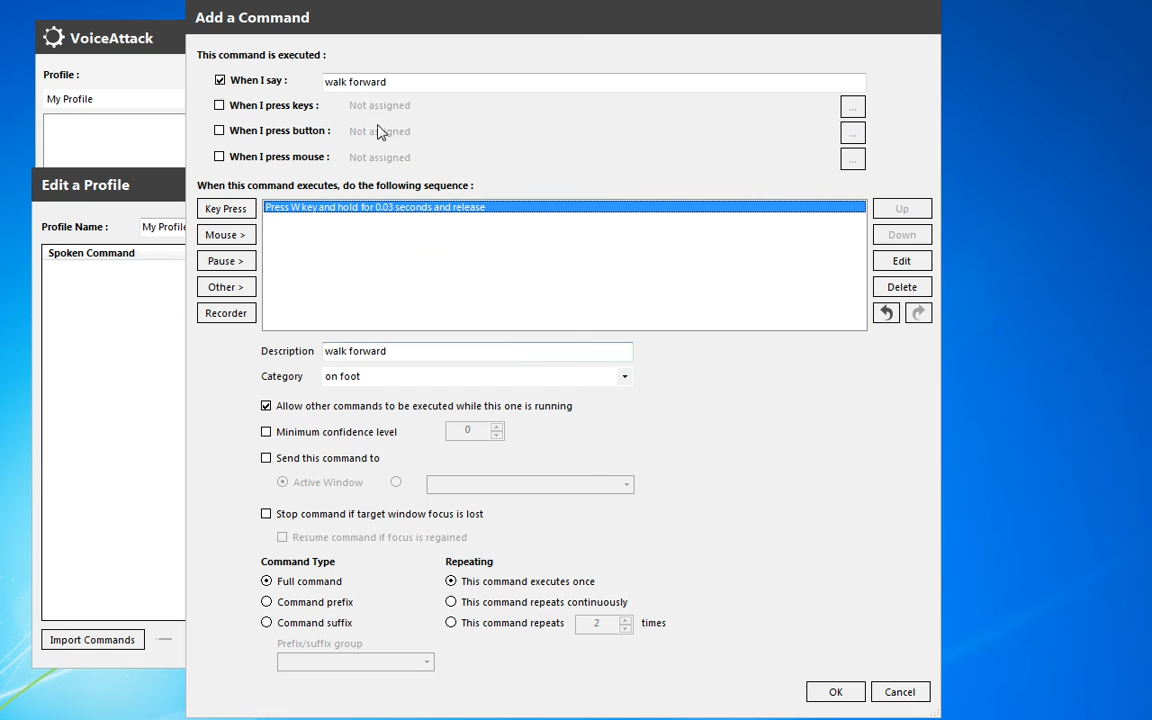 Add a Command
VoiceAttack
This command is executed :
Profile :
When I say :
walk forward
My Profile
When I press keys :
Not assigned
...
When I press button :
Not assigned
...
When I press mouse :
Not assigned
...
Edit a Profile
When this command executes, do the following sequence :
Key Press
Press W key and hold for 0.03 seconds and release
Up
Profile Name :
My Profile
Mouse >
Down
Spoken Command
Pause >
Edit
Other >
Delete
Recorder
Description
walk forward
Category
on foot
Allow other commands to be executed while this one is running
Minimum confidence level
0
Send this command to
Active Window
Stop command if target window focus is lost
Resume command if focus is regained
Command Type
Repeating
Full command
This command executes once
Command prefix
This command repeats continuously
Command suffix
This command repeats
2
times
Import Commands
Prefix/suffix group
OK
Cancel